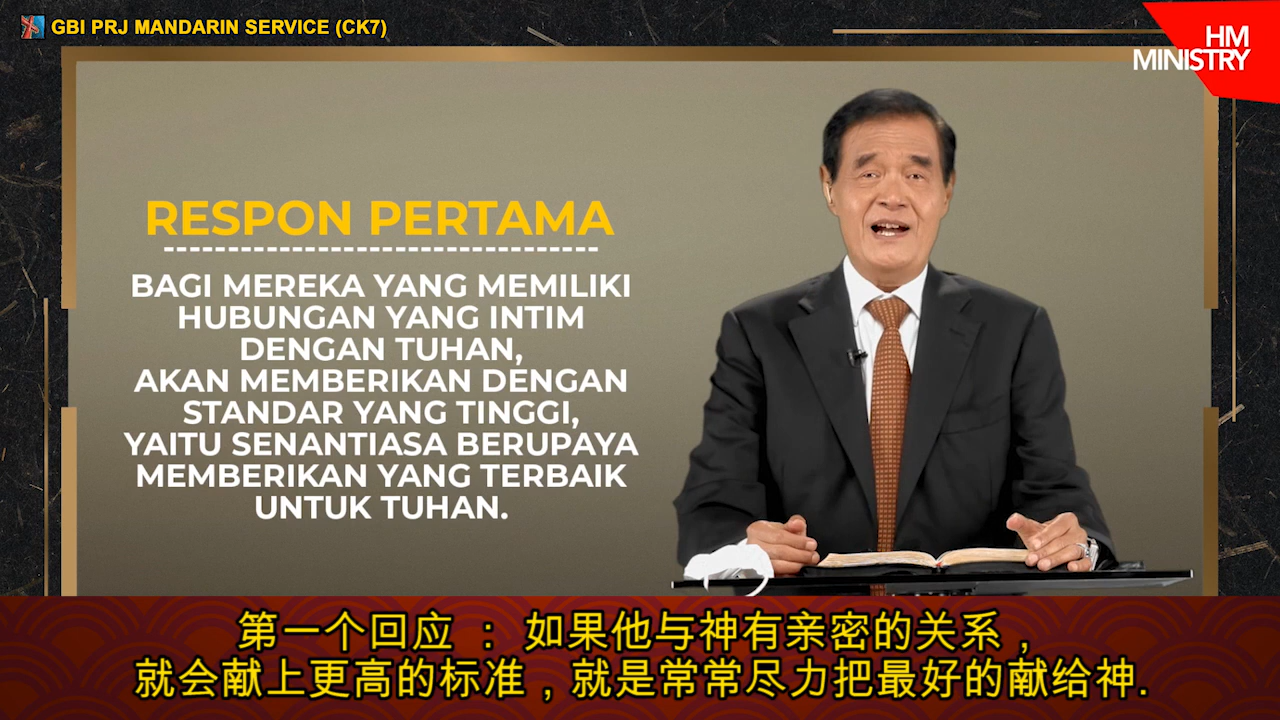 GBI PRJ MANDARIN SERVICE (CK7)
HM
MINISTRY
RESPON PERTAMA
BAGI MEREKA YANG MEMILIKI
HUBUNGAN YANG INTIM
DENGAN TUHAN,
AKAN MEMBERIKAN DENGAN
STANDAR YANG TINGGI,
YAITU SENANTIASA BERUPAYA
MEMBERIKAN YANG TERBAIK
UNTUK TUHAN.
第一个回应 ： 如果他与神有亲密的关系，
就会献上更高的标准，就是常常尽力把最好的献给神.